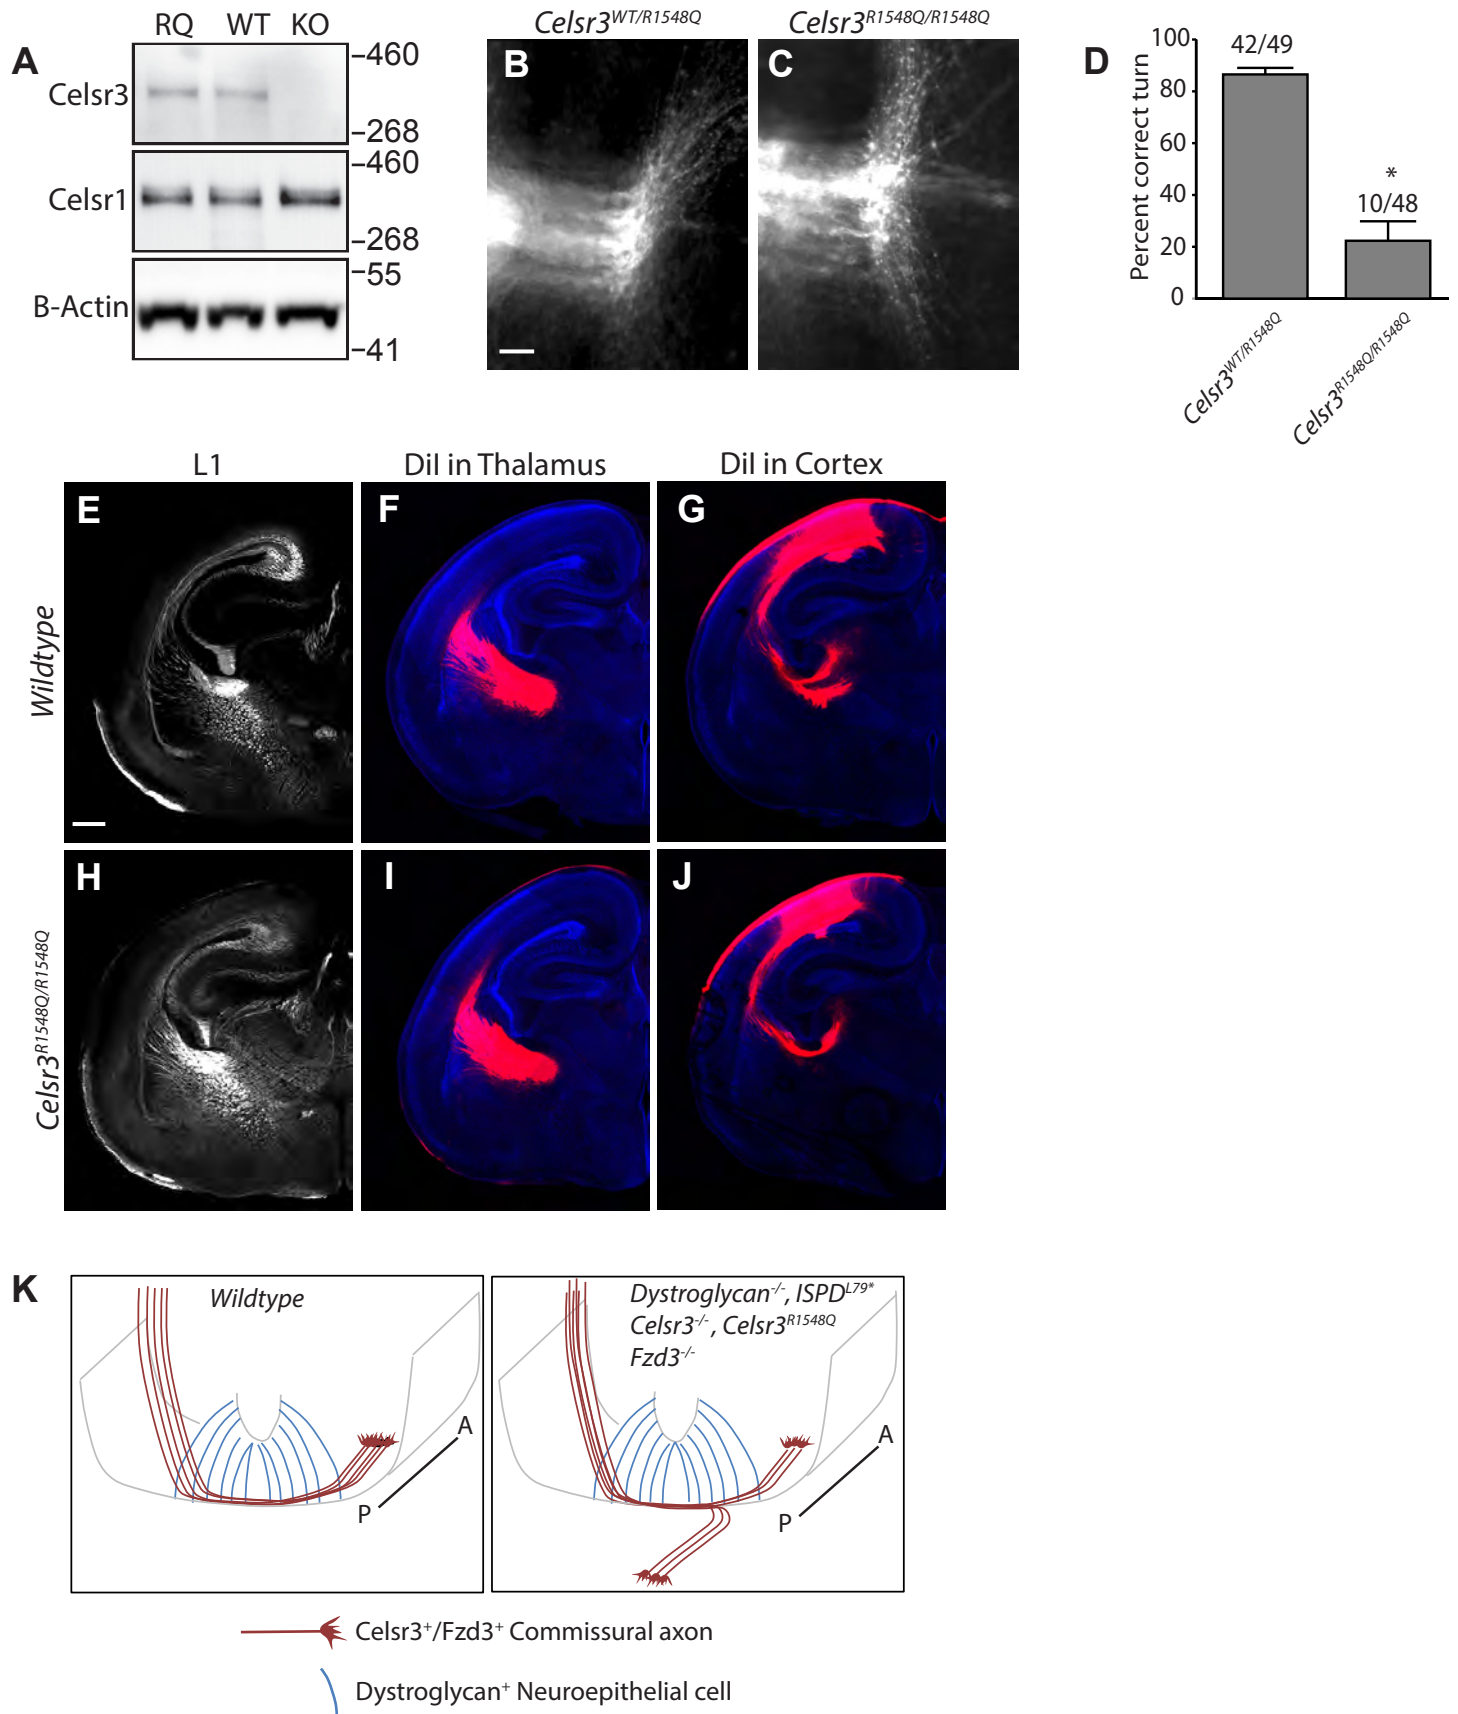 A
RQ WT KO
Celsr3
–460
–268
Celsr1
–460
–268
B-Actin
–55
–41
Celsr3WT/R1548Q
B
Celsr3R1548Q/R1548Q
C
D
Percent correct turn
100
80
60
40
20
0
42/49
*
10/48
Celsr3WT/R1548Q
Celsr3R1548Q/R1548Q
L1
DiI in Thalamus
DiI in Cortex
Wildtype
E
F
G
Celsr3R1548Q/R1548Q
H
I
J
K
Wildtype
A
P
Dystroglycan-/-, ISPDL79*
Celsr3-/-, Celsr3R1548Q
Fzd3-/-
A
P
Celsr3+/Fzd3+ Commissural axon
Dystroglycan+ Neuroepithelial cell